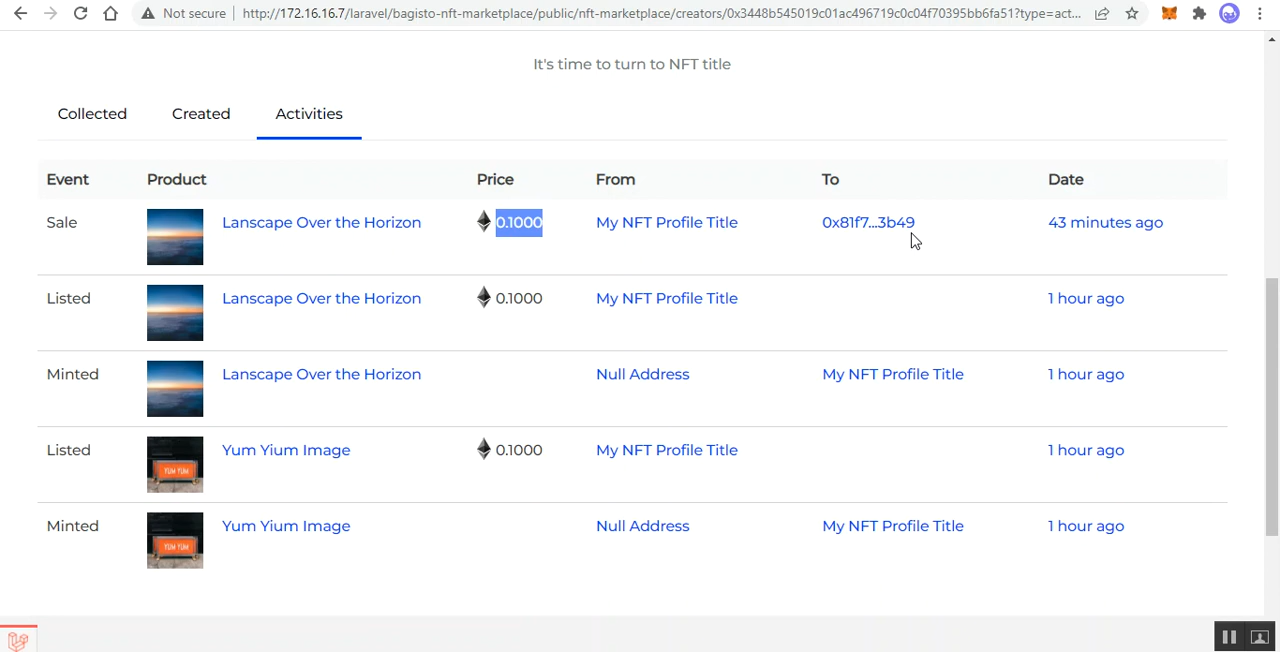 Not secure
http://172.16.16.7/laravel/bagisto-nft-marketplace/public/nft-marketplace/creators/0x3448b545019c01ac496719c0c04f70395bb6fa51?type=act...
It's time to turn to NFT title
Collected Created Activities
Event Product Price From To Date
Sale Lanscape Over the Horizon 0.1000 My NFT Profile Title 0x81f7...3b49 43 minutes ago
Listed Lanscape Over the Horizon 0.1000 My NFT Profile Title 1 hour ago
Minted Lanscape Over the Horizon Null Address My NFT Profile Title 1 hour ago
Listed Yum Yium Image 0.1000 My NFT Profile Title 1 hour ago
YUM YUM
Minted Yum Yium Image Null Address My NFT Profile Title 1 hour ago
YUM YUM